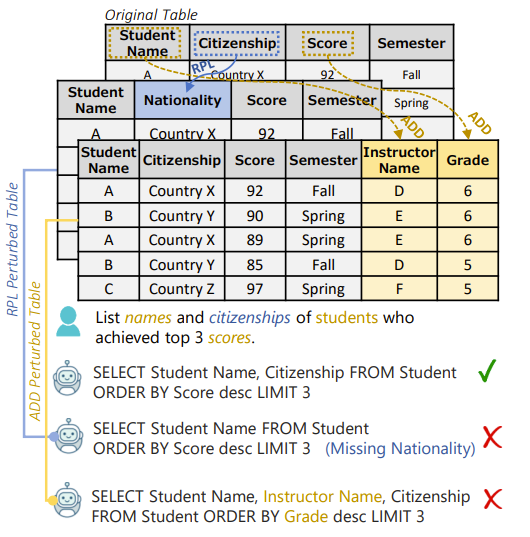 Original Table
Student Name Citizenship Score Semester
A Country X 92 Fall
RPL
Spring
Student Name Nationality Score Semester
ADD ADD
A Country X 92 Fall
Student Name Citizenship Score Semester Instructor Name Grade
A Country X 92 Fall D 6
B Country Y 90 Spring E 6
A Country X 89 Spring E 6
B Country Y 85 Fall D 5
C Country Z 97 Spring F 5
RPL Perturbed Table
ADD Perturbed Table
List names and citizenships of students who
achieved top 3 scores.
SELECT Student Name, Citizenship FROM Student
ORDER BY Score desc LIMIT 3
SELECT Student Name FROM Student
ORDER BY Score desc LIMIT 3 (Missing Nationality)
SELECT Student Name, Instructor Name, Citizenship
FROM Student ORDER BY Grade desc LIMIT 3